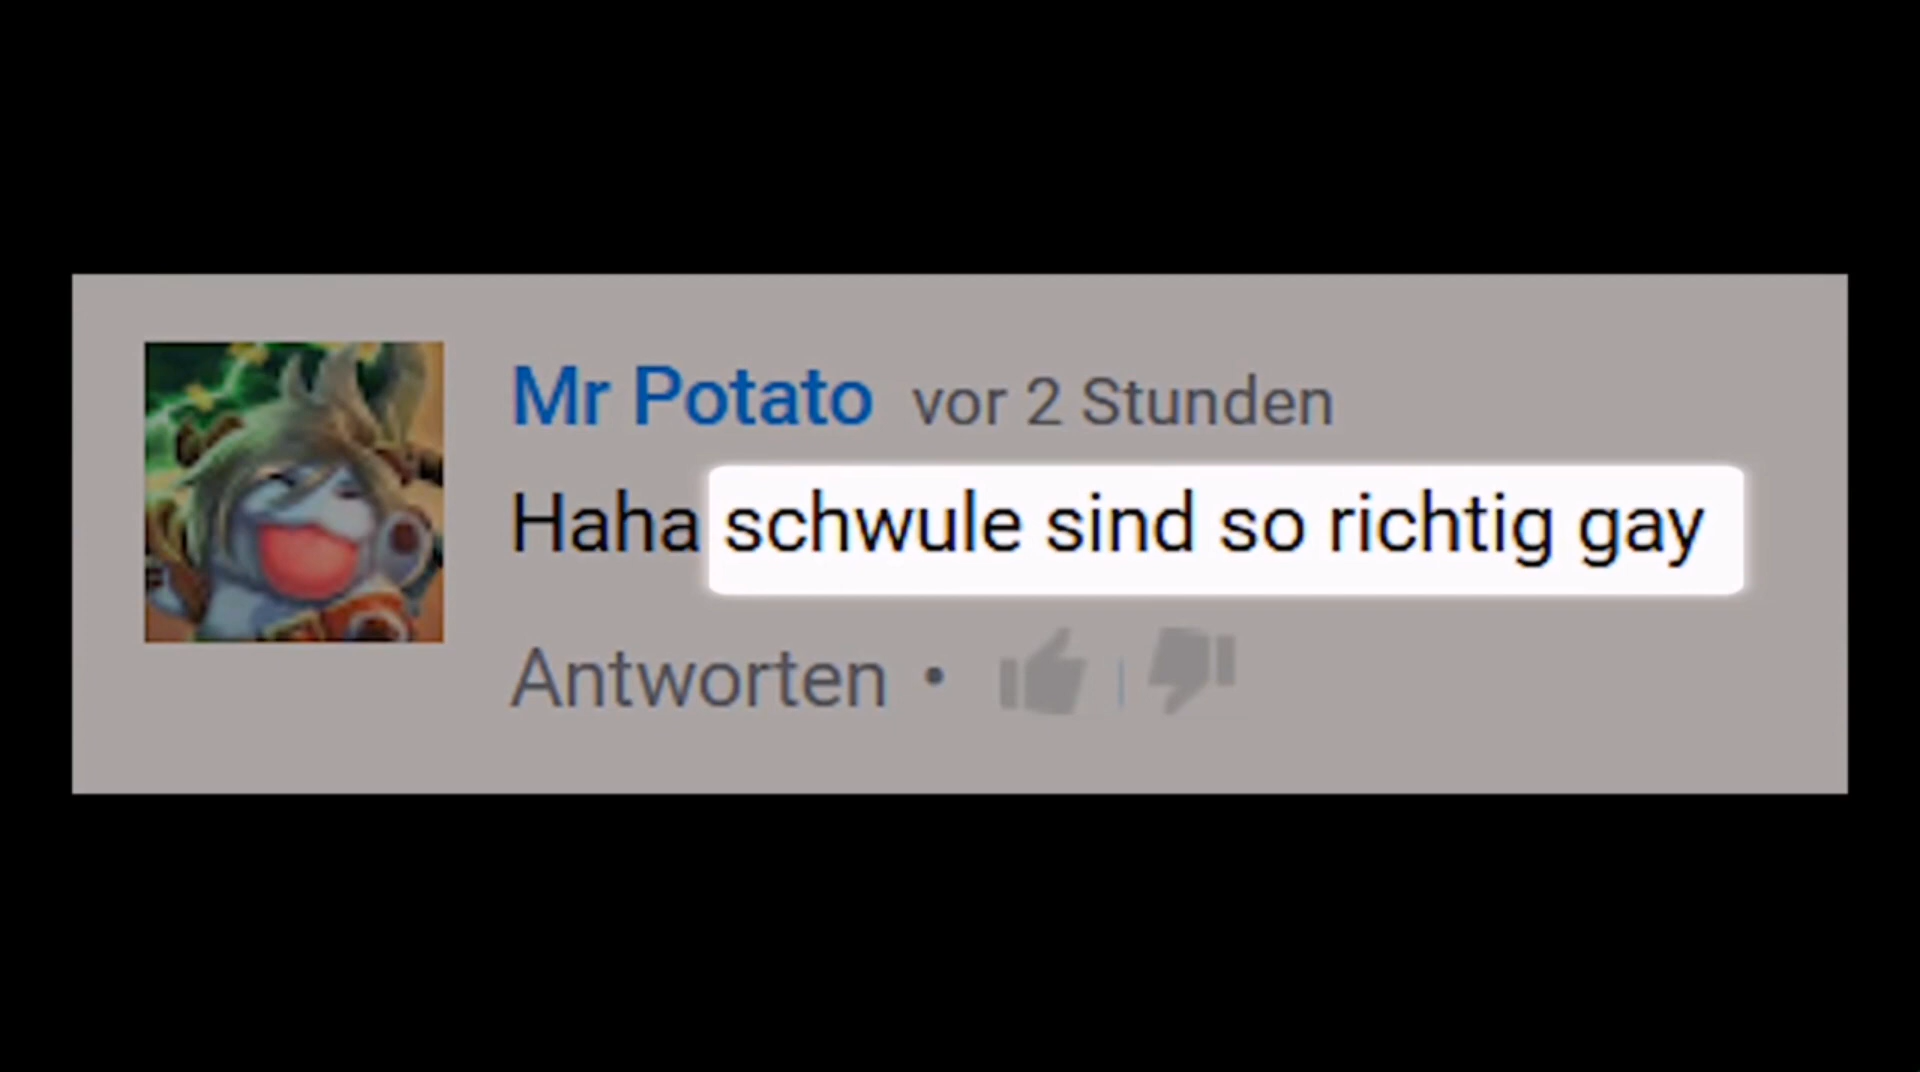 Mr Potato vor 2 Stunden
Haha schwule sind so richtig gay
Antworten •